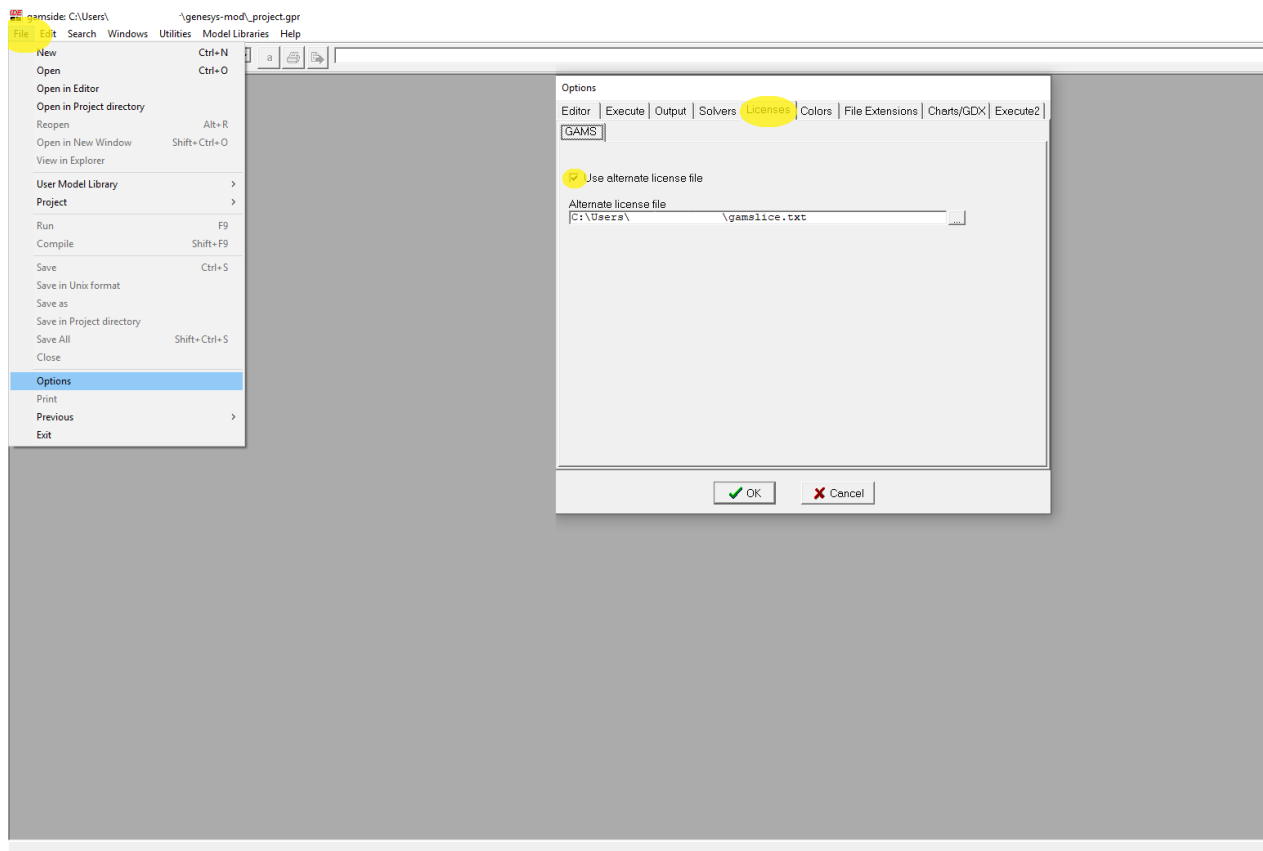 IDE gamside: C:\Users\ \genesys-mod\_project.gpr
File Edit Search Windows Utilities Model Libraries Help
a
New Ctrl+N
Open Ctrl+O
Open in Editor
Open in Project directory
Reopen Alt+R
Open in New Window Shift+Ctrl+O
View in Explorer
User Model Library >
Project >
Run F9
Compile Shift+F9
Save Ctrl+S
Save in Unix format
Save as
Save in Project directory
Save All Shift+Ctrl+S
Close
Options
Print
Previous >
Exit
Options
Editor Execute Output Solvers Licenses Colors File Extensions Charts/GDX Execute2
GAMS
Use alternate license file
Alternate license file
C:\Users\ \gamslice.txt ...
OK Cancel